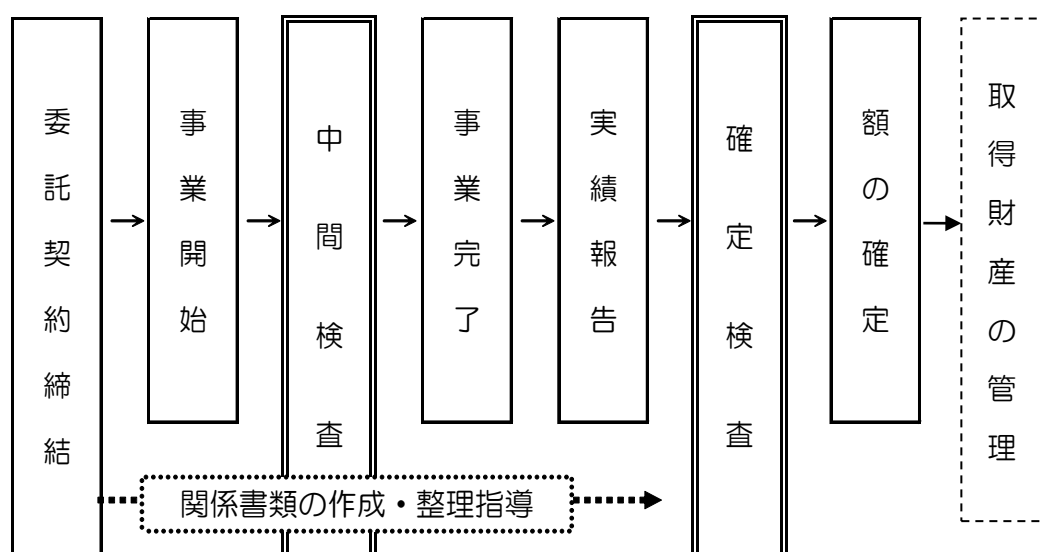 委託契約締結
事業開始
中間検査
事業完了
実績報告
確定検査
額の確定
取得財産の管理
関係書類の作成・整理指導